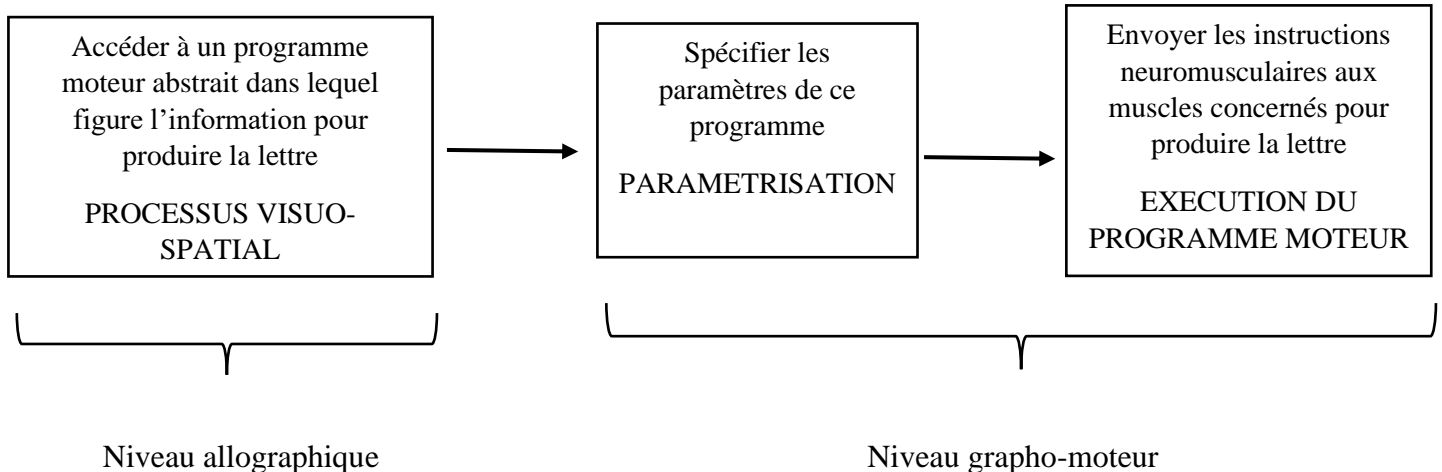 Accéder à un programme
moteur abstrait dans lequel
figure l’information pour
produire la lettre
PROCESSUS VISUO-
SPATIAL
Spécifier les
paramètres de ce
programme
PARAMETRISATION
Envoyer les instructions
neuromusculaires aux
muscles concernés pour
produire la lettre
EXECUTION DU
PROGRAMME MOTEUR
Niveau allographique
Niveau grapho-moteur